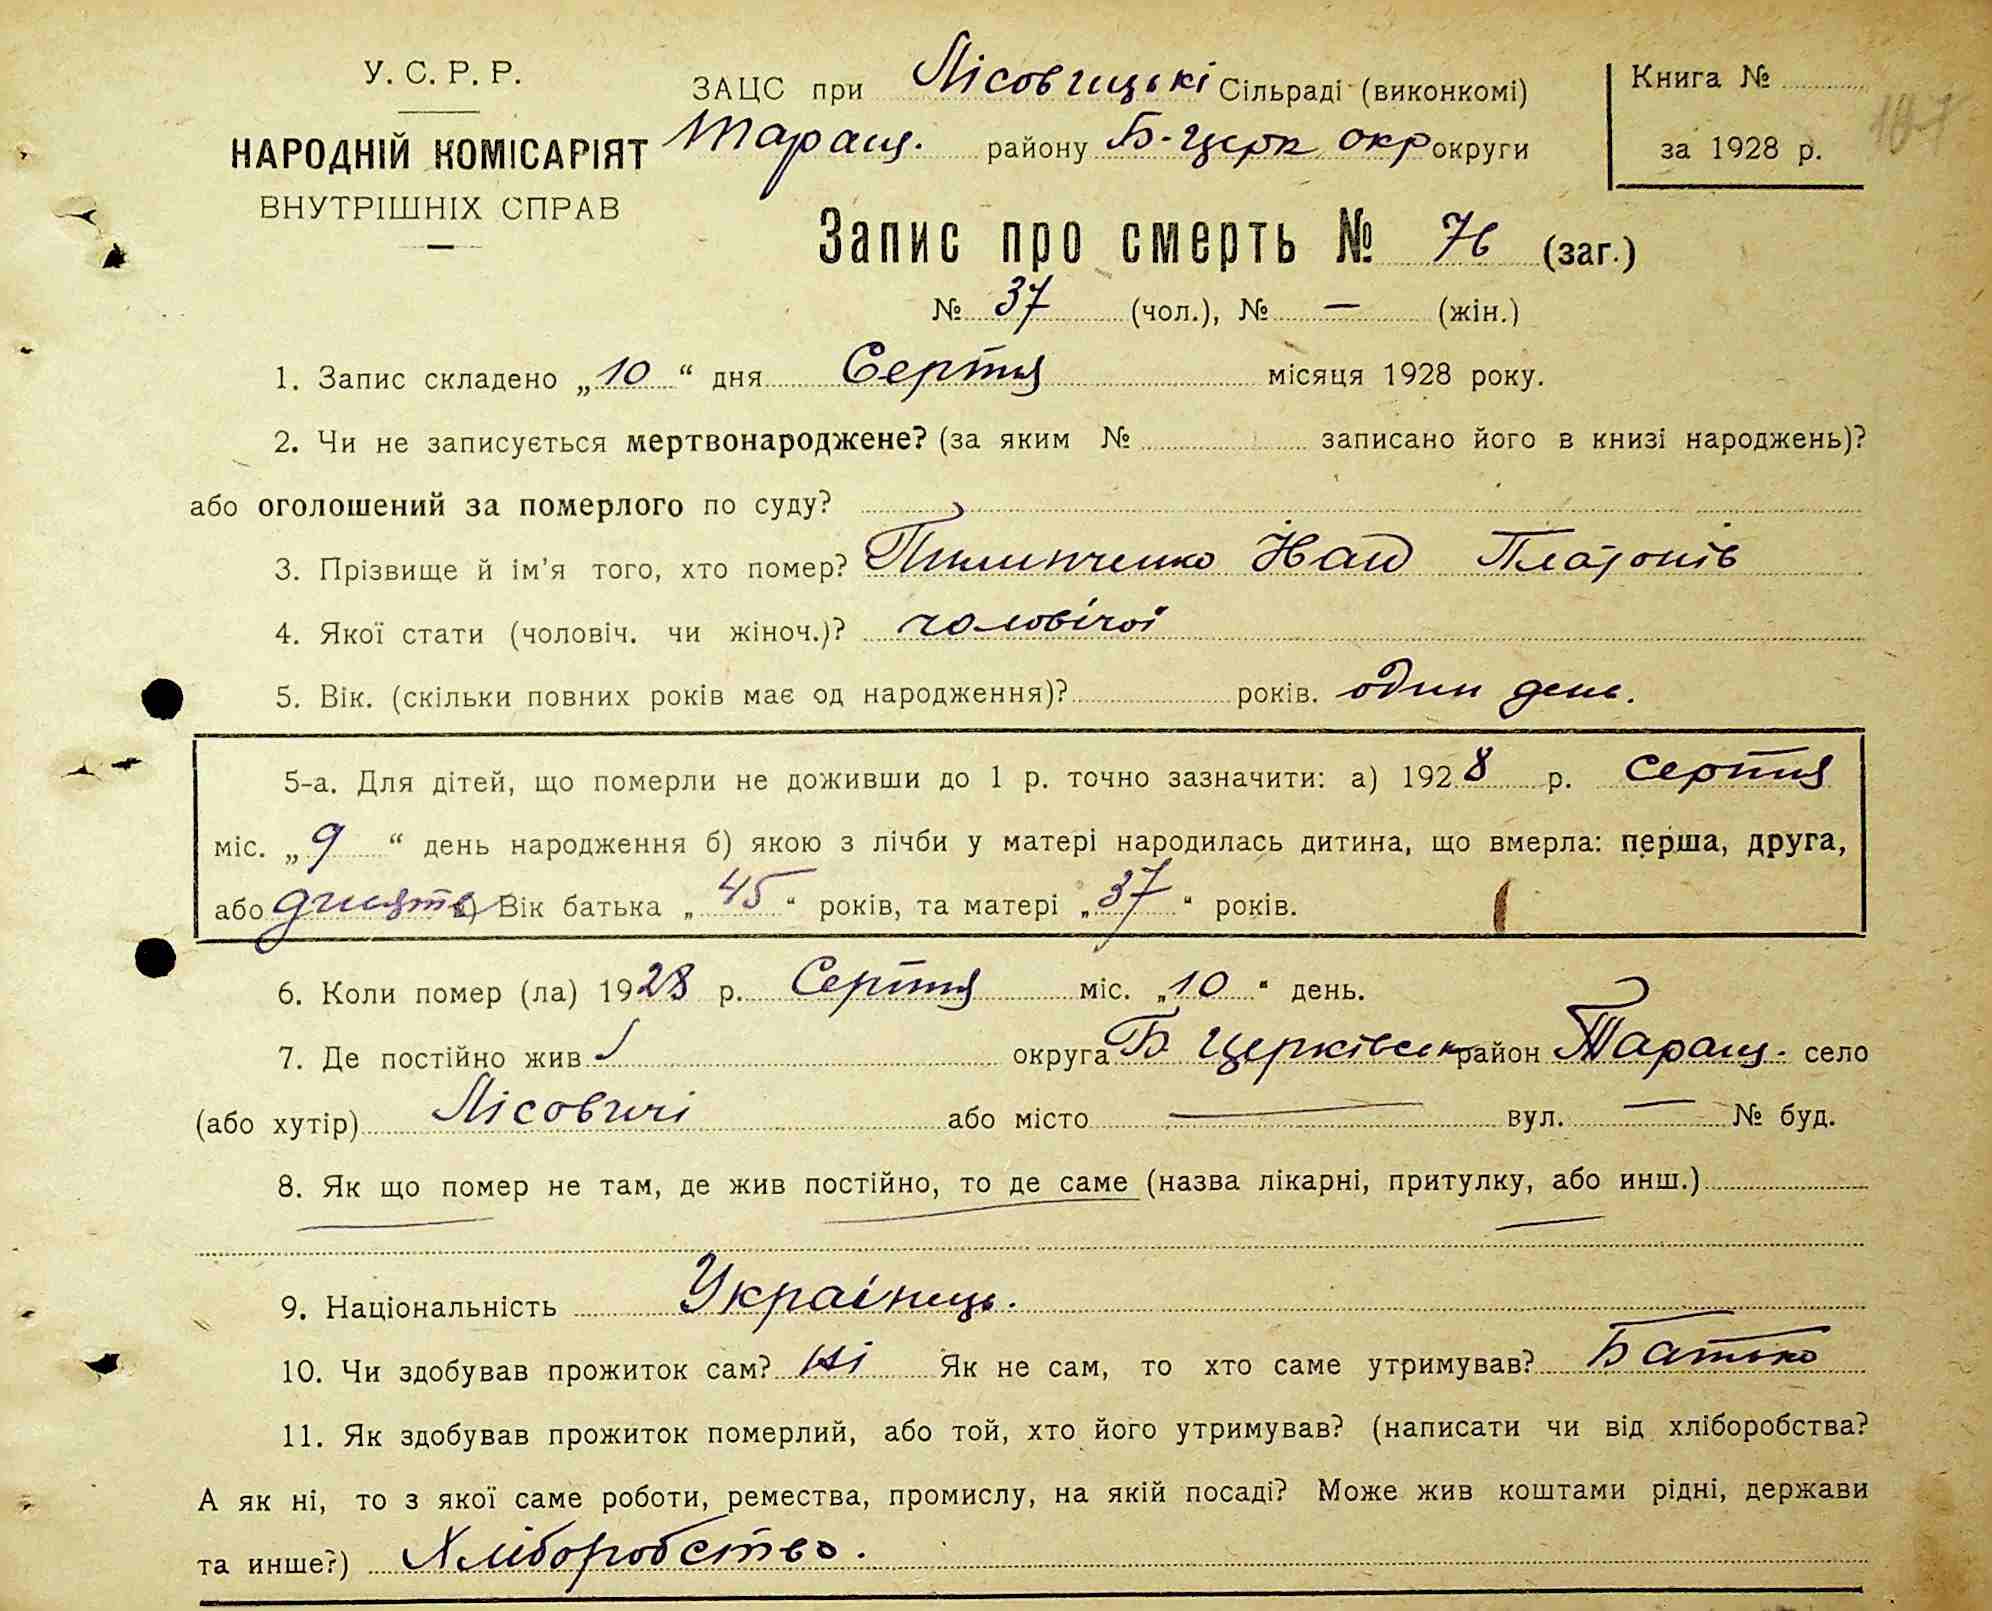 У. С. Р. Р.
НАРОДНІЙ КОМІСАРІЯТ
ВНУТРІШНІХ СПРАВ
ЗАЦС при Лісовицькі Сільраді (виконкомі)
Таращ. району Б-церк окр округи
Книга №
за 1928 р.
Запис про смерть № 76 (заг.)
№ 37 (чол.), № — (жін.)
1. Запис складено „10“ дня Серпня місяця 1928 року.
2. Чи не записується мертвонароджене? (за яким № записано його в книзі народжень)?
або оголошений за померлого по суду?
3. Прізвище й ім'я того, хто помер? Пилипченко Іван Платонів
4. Якої стати (чоловіч. чи жіноч.)? чоловічої
5. Вік. (скільки повних років має од народження)? років. один день.
5-а. Для дітей, що померли не доживши до 1 р. точно зазначити: а) 1928 р. серпня
міс. „9“ день народження б) якою з лічби у матері народилась дитина, що вмерла: перша, друга,
або Вік батька „45“ років, та матері „37“ років.
6. Коли помер (ла) 1928 р. Серпня міс. „10“ день.
7. Де постійно жив округа Б Церківськ район Таращ. село
(або хутір) Лісовичі або місто — вул. — № буд.
8. Як що помер не там, де жив постійно, то де саме (назва лікарні, притулку, або инш.)
9. Національність Українець.
10. Чи здобував прожиток сам? Ні Як не сам, то хто саме утримував? Батько
11. Як здобував прожиток померлий, або той, хто його утримував? (написати чи від хліборобства?
А як ні, то з якої саме роботи, ремества, промислу, на якій посаді? Може жив коштами рідні, держави
та инше?) Хліборобство.